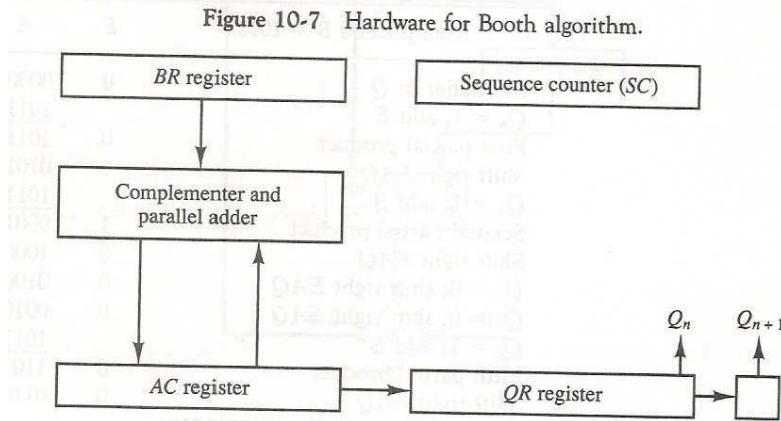 Figure 10-7 Hardware for Booth algorithm.
BR register
Sequence counter (SC)
Complementer and
parallel adder
Qn Qn + 1
AC register
QR register